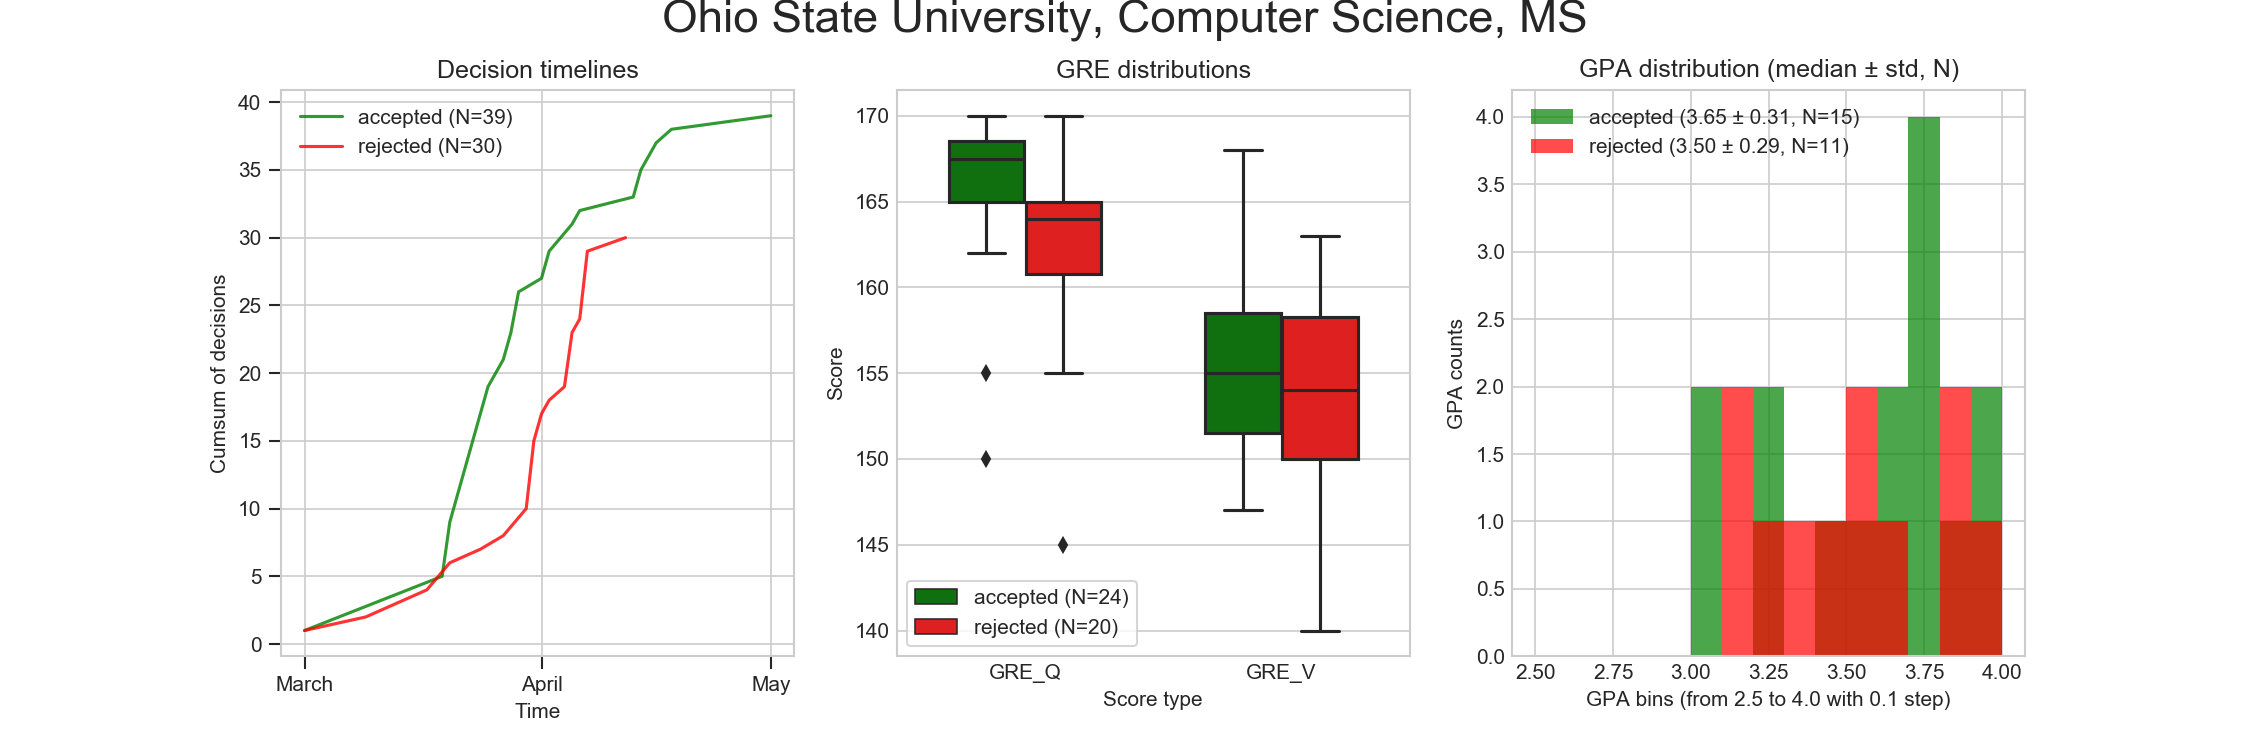 Ohio State University, Computer Science, MS
Decision timelines
accepted (N=39)
rejected (N=30)
40
35
30
25
20
15
10
5
0
Cumsum of decisions
March April May
Time
GRE distributions
170
165
160
155
150
145
140
Score
accepted (N=24)
rejected (N=20)
GRE_Q GRE_V
Score type
GPA distribution (median ± std, N)
accepted (3.65 ± 0.31, N=15)
rejected (3.50 ± 0.29, N=11)
4.0
3.5
3.0
2.5
2.0
1.5
1.0
0.5
0.0
GPA counts
2.50 2.75 3.00 3.25 3.50 3.75 4.00
GPA bins (from 2.5 to 4.0 with 0.1 step)